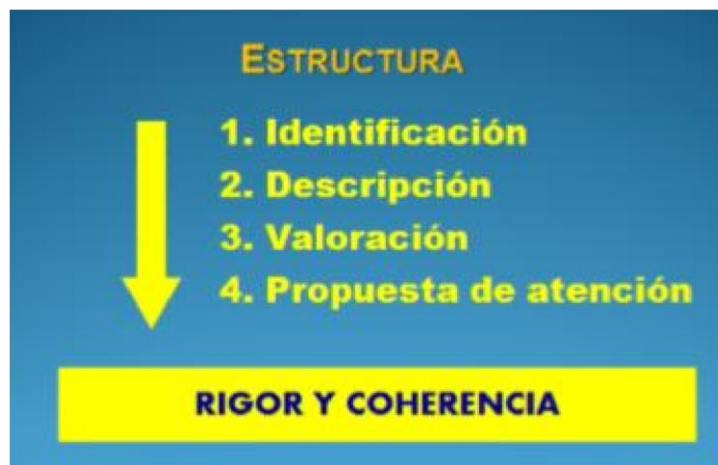 ESTRUCTURA
1. Identificación
2. Descripción
3. Valoración
4. Propuesta de atención
RIGOR Y COHERENCIA